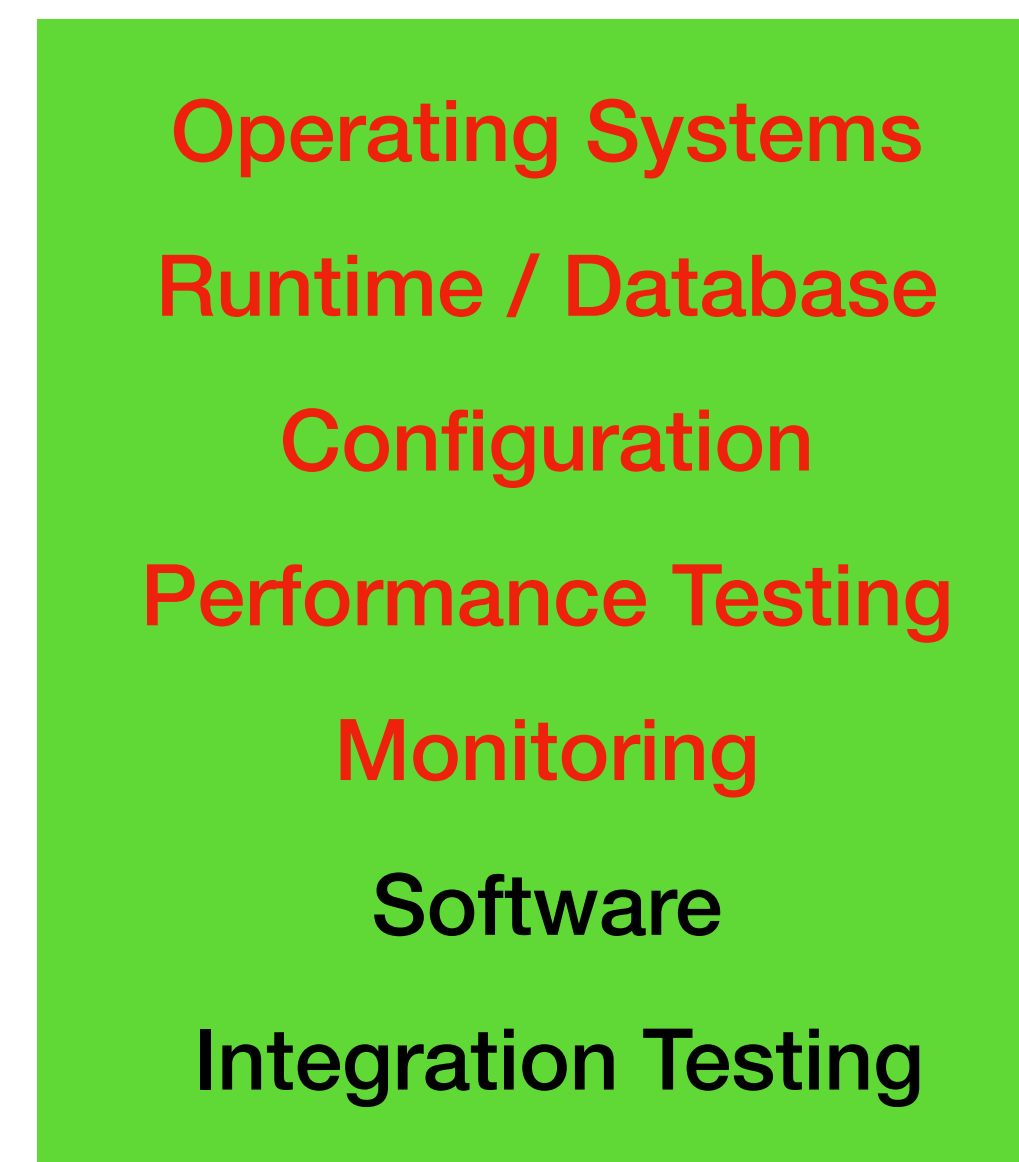 Operating Systems
Runtime / Database
Configuration
Performance Testing
Monitoring
Software
Integration Testing